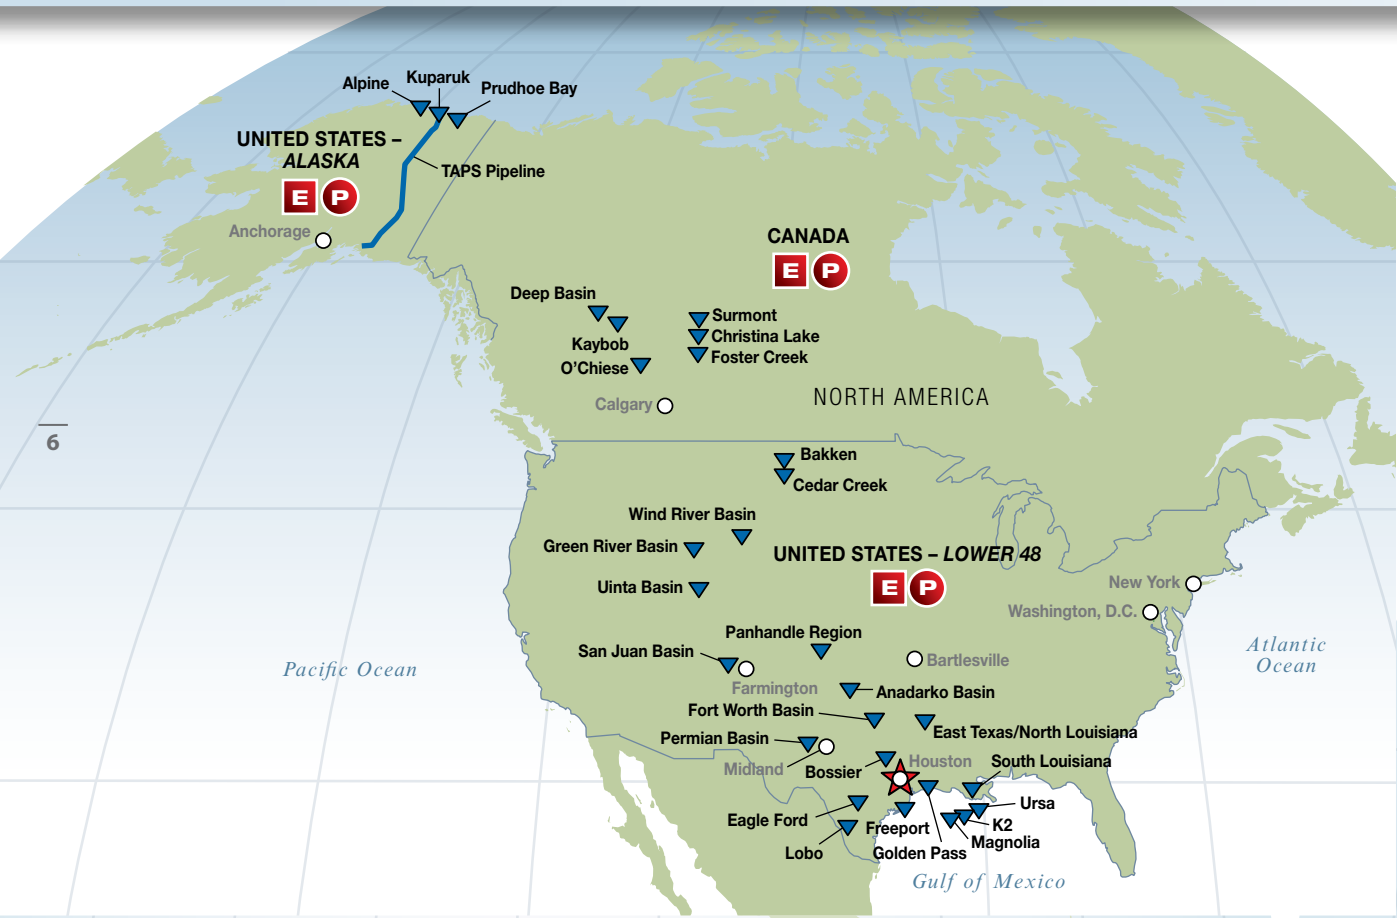 Kuparuk
Alpine
Prudhoe Bay
UNITED STATES –
ALASKA
TAPS Pipeline
E P
Anchorage
CANADA
E P
Deep Basin
Surmont
Kaybob
Christina Lake
Foster Creek
O’Chiese
NORTH AMERICA
Calgary
6
Bakken
Cedar Creek
Wind River Basin
Green River Basin
UNITED STATES – LOWER 48
E P
Uinta Basin
New York
Washington, D.C.
Panhandle Region
San Juan Basin
Bartlesville
Farmington
Anadarko Basin
Pacific Ocean
Atlantic
Ocean
Fort Worth Basin
East Texas/North Louisiana
Permian Basin
Midland
Bossier
Houston
South Louisiana
Ursa
Eagle Ford
Freeport
K2
Magnolia
Lobo
Golden Pass
Gulf of Mexico